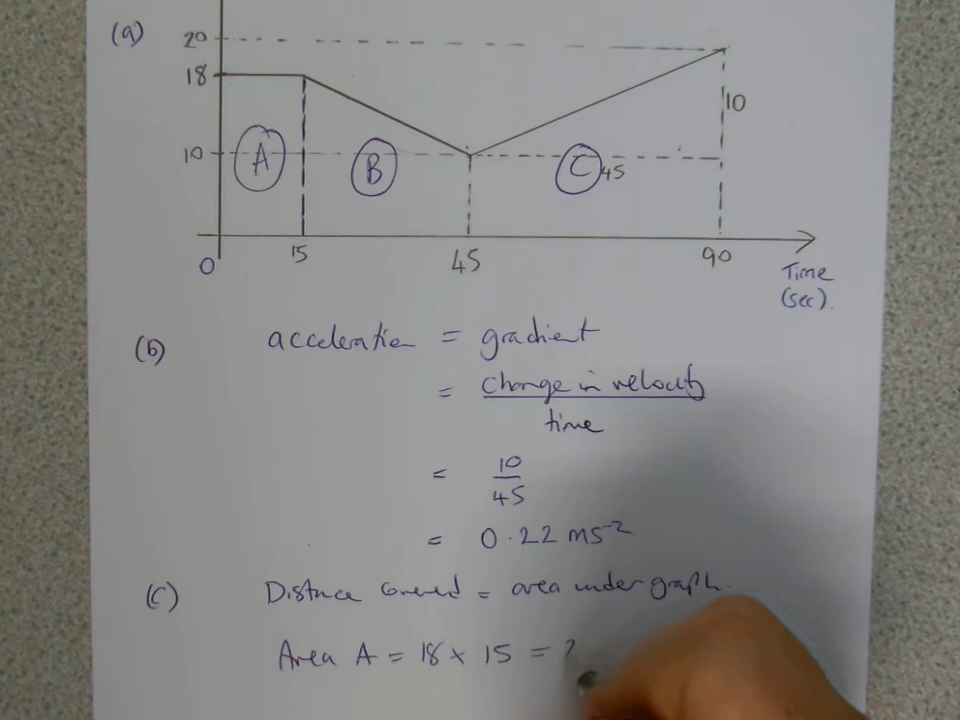 (a)
20
18
10
A
B
C
45
10
0
15
45
90
Time
(sec).
(b) acceleration = gradient
= change in velocity
time
= 10
45
= 0.22 ms⁻²
(c) Distance covered = area under graph.
Area A = 18 x 15 = 2